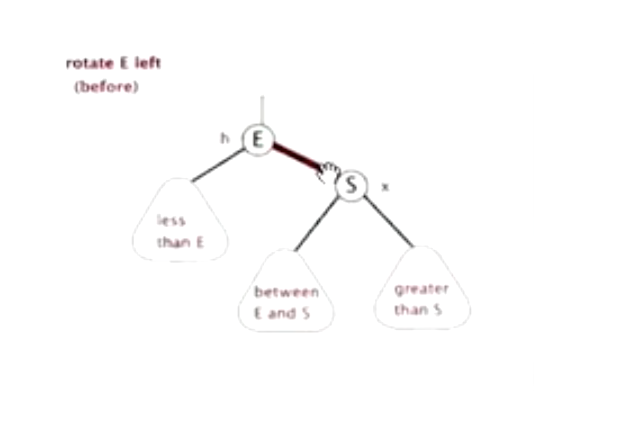 rotate E left
(before)
h
E
S
x
less
than E
between
E and S
greater
than S